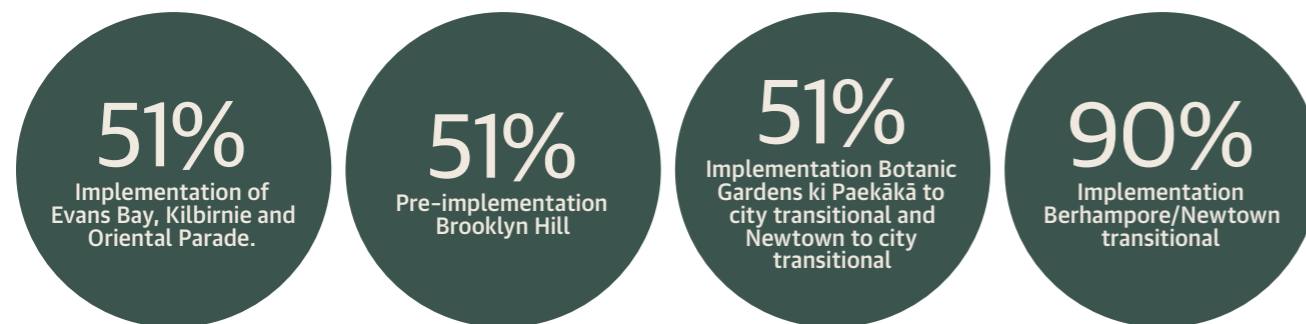 51%
Implementation of
Evans Bay, Kilbirnie and
Oriental Parade.
51%
Pre-implementation
Brooklyn Hill
51%
Implementation Botanic
Gardens ki Paekākā to
city transitional and
Newtown to city
transitional
90%
Implementation
Berhampore/Newtown
transitional